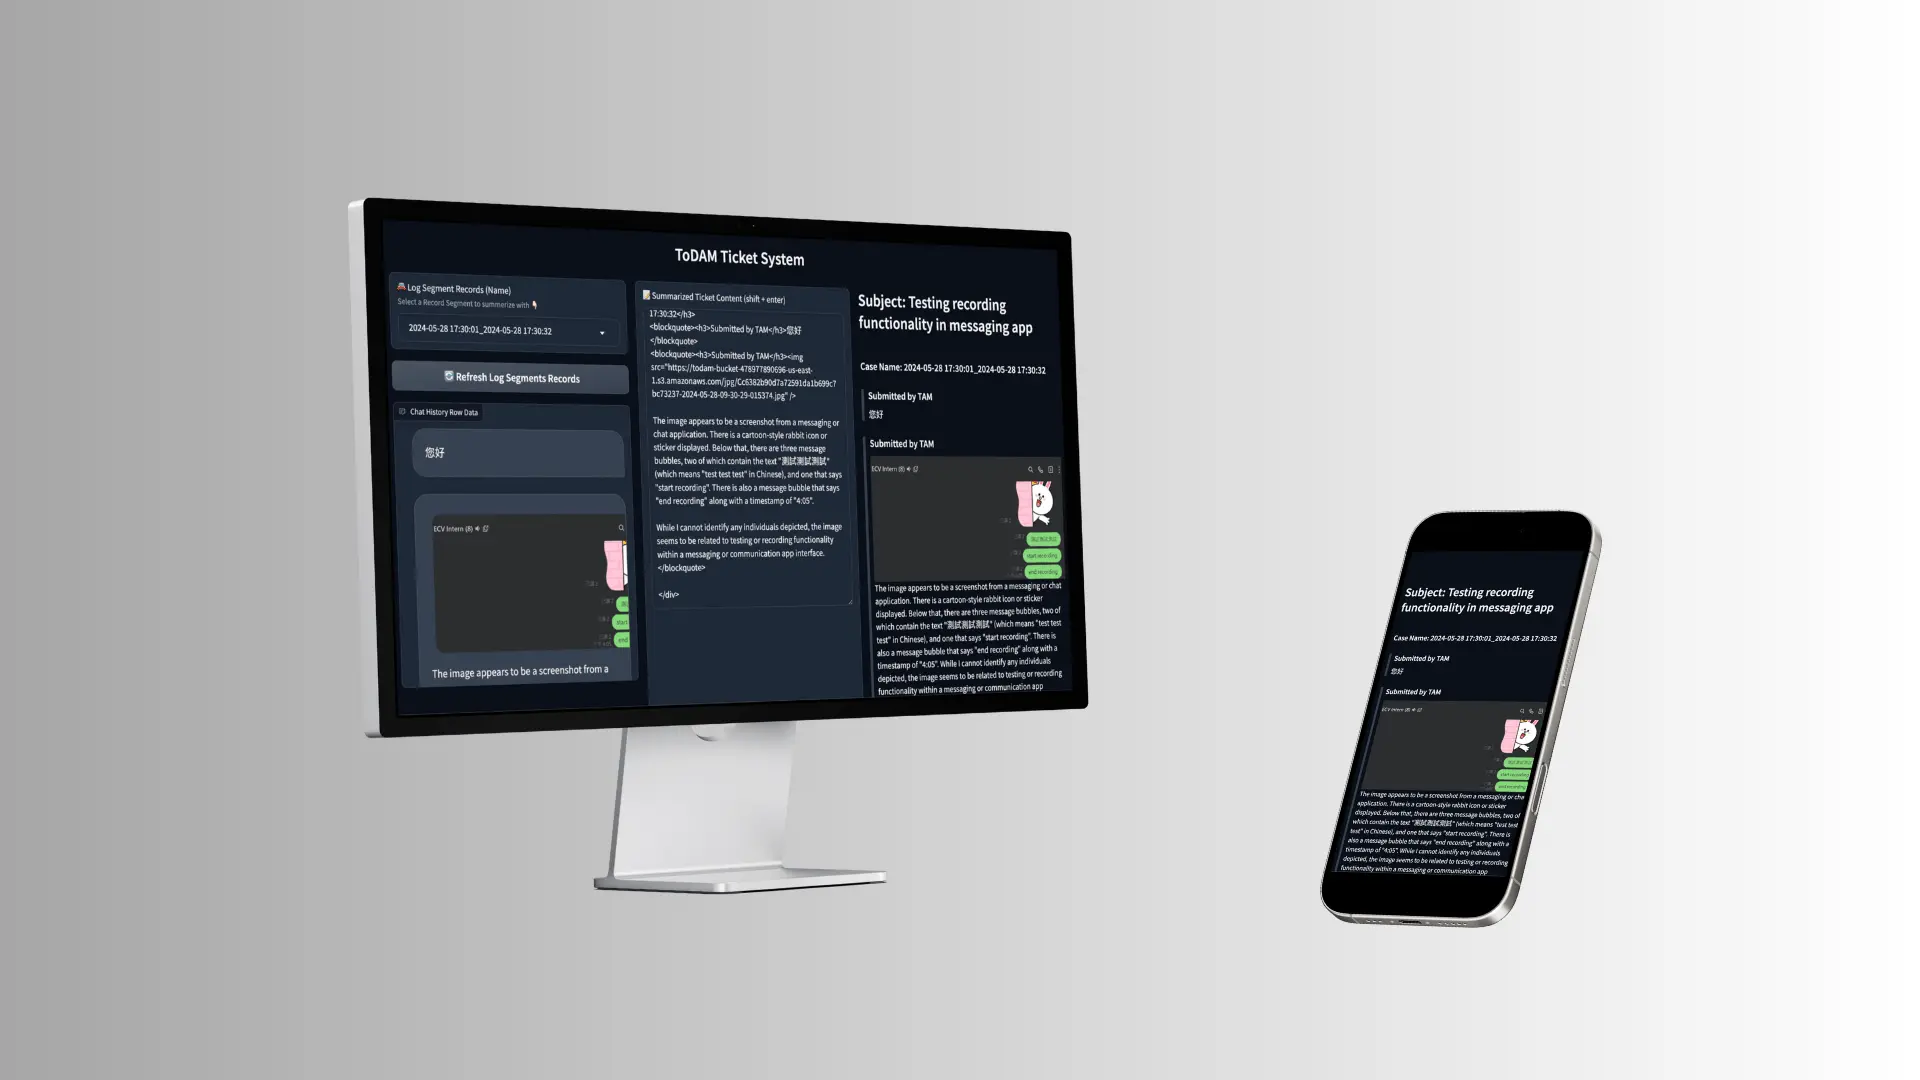 ToDAM Ticket System
Log Segment Records (Name)
Select a Record Segment to summerize with 👇🏻
2024-05-28 17:30:01_2024-05-28 17:30:32
Refresh Log Segments Records
Chat History Row Data
您好
ECV Intern (8)
start
end
The image appears to be a screenshot from a
Summarized Ticket Content (shift + enter)
17:30:32</h3>
<blockquote><h3>Submitted by TAM</h3>您好
</blockquote>
<blockquote><h3>Submitted by TAM</h3><img
src="https://todam-bucket-478977890696-us-east-
1.s3.amazonaws.com/jpg/Cc6382b90d7a72591da1b699c7
bc73237-2024-05-28-09-30-29-015374.jpg" />
The image appears to be a screenshot from a messaging or
chat application. There is a cartoon-style rabbit icon or
sticker displayed. Below that, there are three message
bubbles, two of which contain the text "測試測試測試"
(which means "test test test" in Chinese), and one that says
"start recording". There is also a message bubble that says
"end recording" along with a timestamp of "4:05".
While I cannot identify any individuals depicted, the image
seems to be related to testing or recording functionality
within a messaging or communication app interface.
</blockquote>
</div>
Subject: Testing recording
functionality in messaging app
Case Name: 2024-05-28 17:30:01_2024-05-28 17:30:32
Submitted by TAM
您好
Submitted by TAM
ECV Intern (8)
測試測試測試
start recording
end recording
The image appears to be a screenshot from a messaging or chat
application. There is a cartoon-style rabbit icon or sticker
displayed. Below that, there are three message bubbles, two of
which contain the text "測試測試測試" (which means "test test
test" in Chinese), and one that says "start recording". There is
also a message bubble that says "end recording" along with a
timestamp of "4:05". While I cannot identify any individuals
depicted, the image seems to be related to testing or recording
functionality within a messaging or communication app
Subject: Testing recording
functionality in messaging app
Case Name: 2024-05-28 17:30:01_2024-05-28 17:30:32
Submitted by TAM
您好
Submitted by TAM
ECV Intern (8)
start recording
end recording
The image appears to be a screenshot from a messaging or cha
application. There is a cartoon-style rabbit icon or sticker
displayed. Below that, there are three message bubbles, two of
which contain the text "測試測試測試" (which means "test test
test" in Chinese), and one that says "start recording". There is
also a message bubble that says "end recording" along with a
timestamp of "4:05". While I cannot identify any individuals
depicted, the image seems to be related to testing or recording
functionality within a messaging or communication app